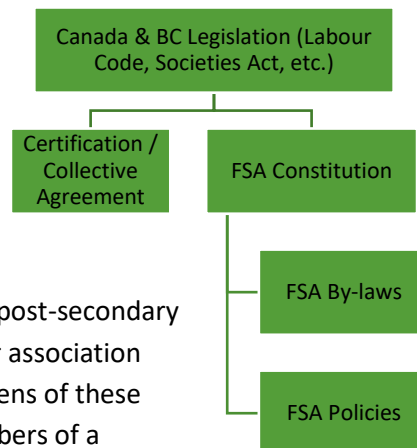 Canada & BC Legislation (Labour
Code, Societies Act, etc.)
Certification /
Collective
Agreement
FSA Constitution
FSA By-laws
post-secondary
association
ens of these
FSA Policies
bers of a